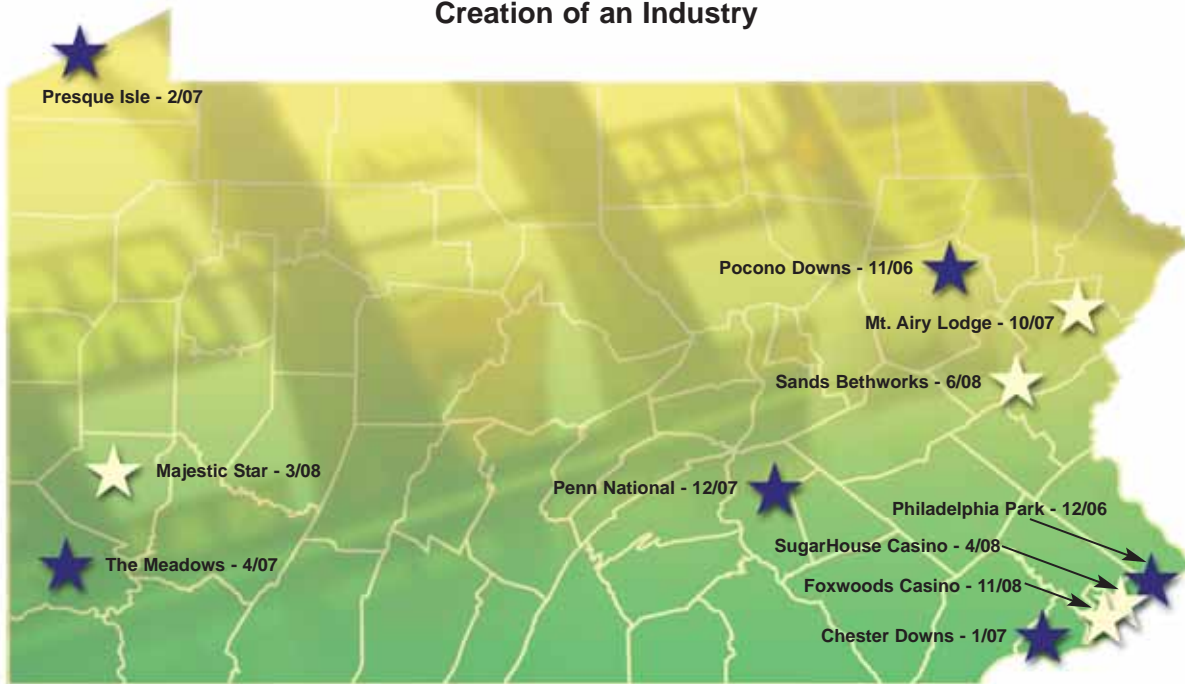 Creation of an Industry
Presque Isle - 2/07
Pocono Downs - 11/06
Mt. Airy Lodge - 10/07
Sands Bethworks - 6/08
Majestic Star - 3/08
Penn National - 12/07
Philadelphia Park - 12/06
SugarHouse Casino - 4/08
The Meadows - 4/07
Foxwoods Casino - 11/08
Chester Downs - 1/07